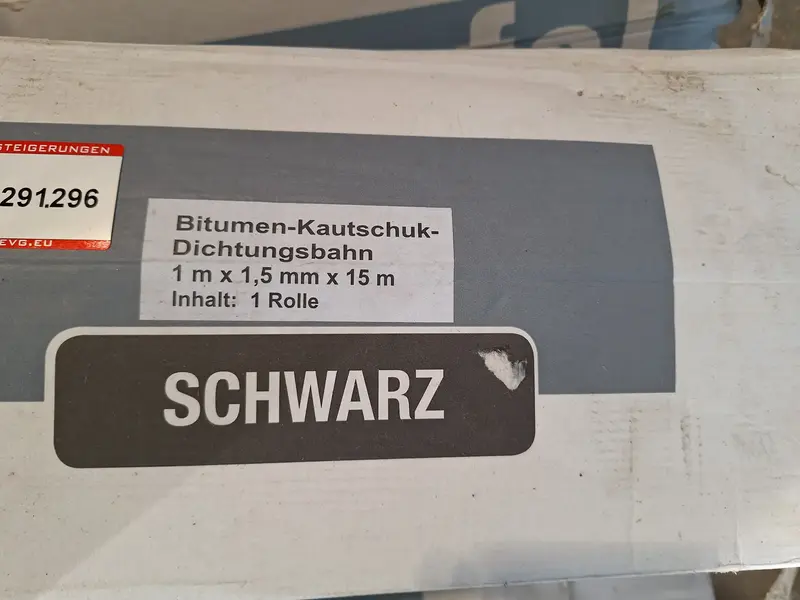 STEIGERUNGEN
291.296
EVG.EU
Bitumen-Kautschuk-
Dichtungsbahn
1 m x 1,5 mm x 15 m
Inhalt: 1 Rolle
SCHWARZ